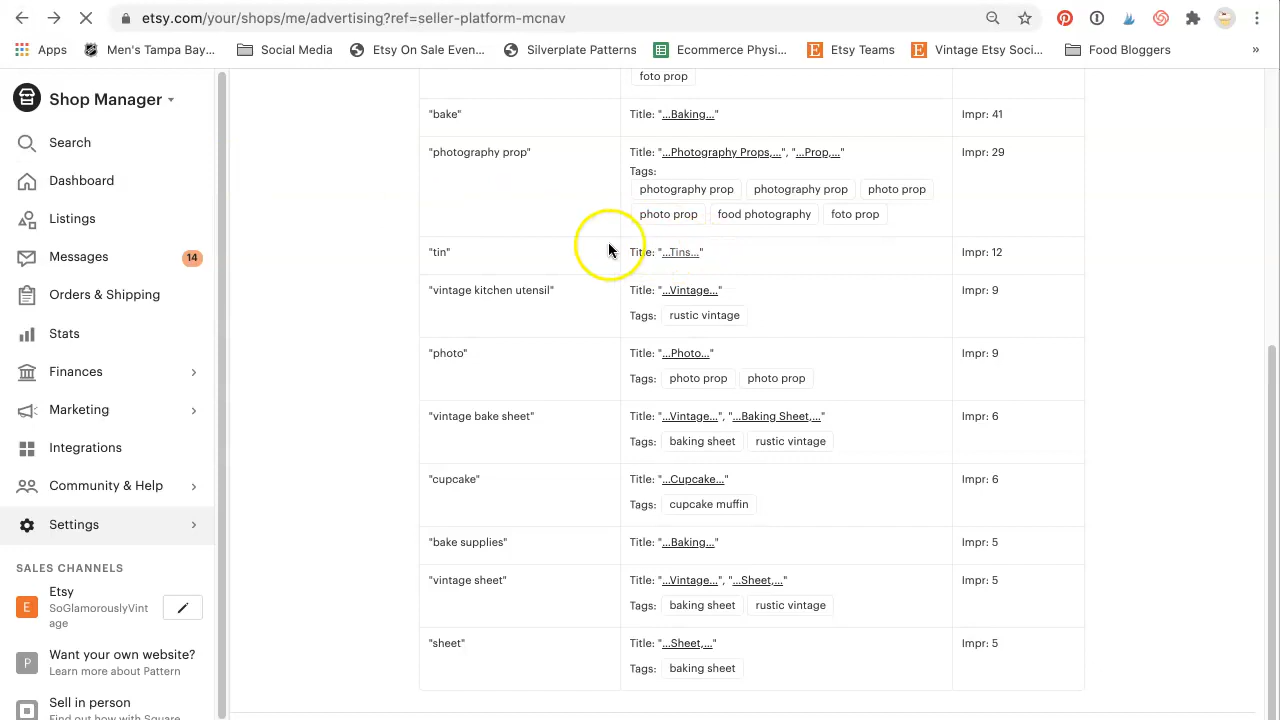 etsy.com/your/shops/me/advertising?ref=seller-platform-mcnav
Apps Men's Tampa Bay... Social Media Etsy On Sale Even... Silverplate Patterns Ecommerce Physi... Etsy Teams Vintage Etsy Soci... Food Bloggers »
Shop Manager
Search
Dashboard
Listings
Messages 14
Orders & Shipping
Stats
Finances
Marketing
Integrations
Community & Help
Settings
SALES CHANNELS
E Etsy
SoGlamorouslyVint
age
P Want your own website?
Learn more about Pattern
Sell in person
Find out how with Square
foto prop
"bake" Title: "...Baking..." Impr: 41
"photography prop" Title: "...Photography Props,...", "...Prop,..." Impr: 29
Tags:
photography prop photography prop photo prop
photo prop food photography foto prop
"tin" Title: "...Tins..." Impr: 12
"vintage kitchen utensil" Title: "...Vintage..." Impr: 9
Tags: rustic vintage
"photo" Title: "...Photo..." Impr: 9
Tags: photo prop photo prop
"vintage bake sheet" Title: "...Vintage...", "...Baking Sheet,..." Impr: 6
Tags: baking sheet rustic vintage
"cupcake" Title: "...Cupcake..." Impr: 6
Tags: cupcake muffin
"bake supplies" Title: "...Baking..." Impr: 5
"vintage sheet" Title: "...Vintage...", "...Sheet,..." Impr: 5
Tags: baking sheet rustic vintage
"sheet" Title: "...Sheet,..." Impr: 5
Tags: baking sheet